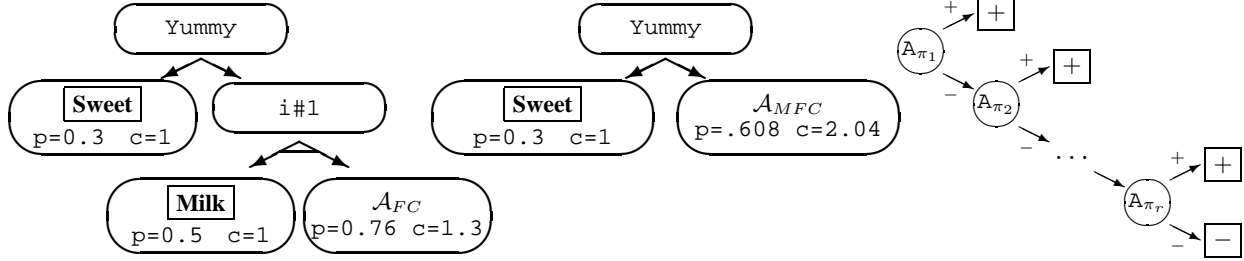 Yummy
Sweet
p=0.3 c=1
i#1
Milk
p=0.5 c=1
𝒜_FC
p=0.76 c=1.3
Yummy
Sweet
p=0.3 c=1
𝒜_MFC
p=.608 c=2.04
A_π₁
+
+
−
A_π₂
+
+
−
...
A_πᵣ
+
+
−
−